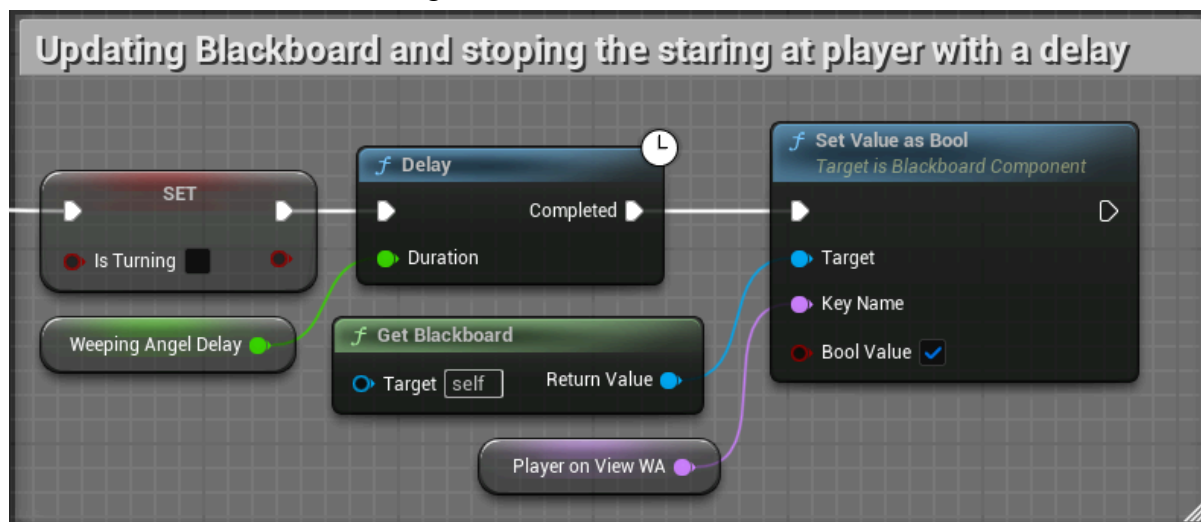 Updating Blackboard and stoping the staring at player with a delay
SET
Is Turning
Weeping Angel Delay
f Delay
Completed
Duration
f Get Blackboard
Target self
Return Value
Player on View WA
f Set Value as Bool
Target is Blackboard Component
Target
Key Name
Bool Value